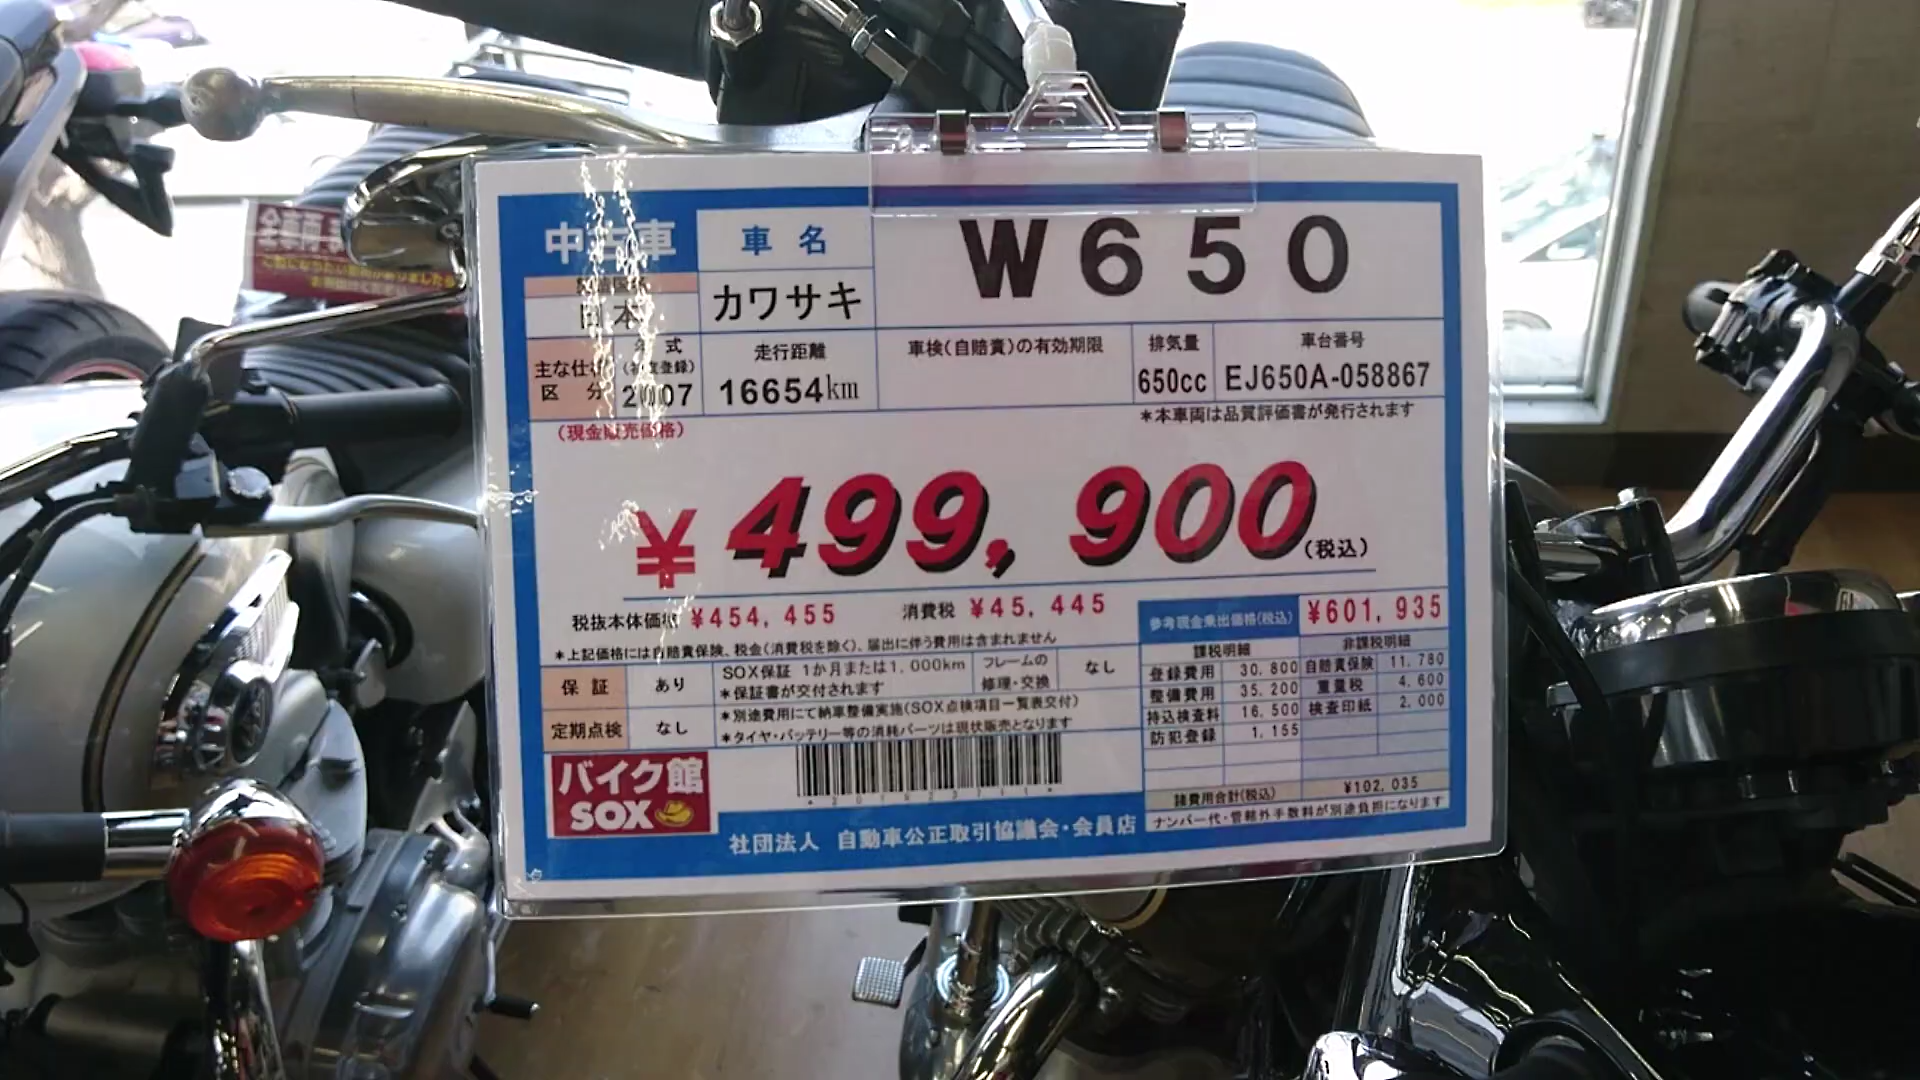 中古車
車名
W650
カワサキ
日本
主な仕様区分
年式
(初度登録)
2007
走行距離
16654km
車検(自賠責)の有効期限
排気量
650cc
車台番号
EJ650A-058867
*本車両は品質評価書が発行されます
(現金販売価格)
¥499,900(税込)
税抜本体価格 ¥454,455 消費税 ¥45,445
*上記価格には自賠責保険、税金(消費税を除く)、届出に伴う費用は含まれません
参考現金乗出価格(税込) ¥601,935
課税明細 非課税明細
登録費用 30,800 自賠責保険 11,780
整備費用 35,200 重量税 4,600
持込検査料 16,500 検査印紙 2,000
防犯登録 1,155
諸費用合計(税込) ¥102,035
ナンバー代・管轄外手数料が別途負担になります
保証 あり
SOX保証 1か月または1,000km
*保証書が交付されます
フレームの修理・交換 なし
定期点検 なし
*別途費用にて納車整備実施(SOX点検項目一覧表交付)
*タイヤ・バッテリー等の消耗パーツは現状販売となります
バイク館
SOX
社団法人 自動車公正取引協議会・会員店
全車両